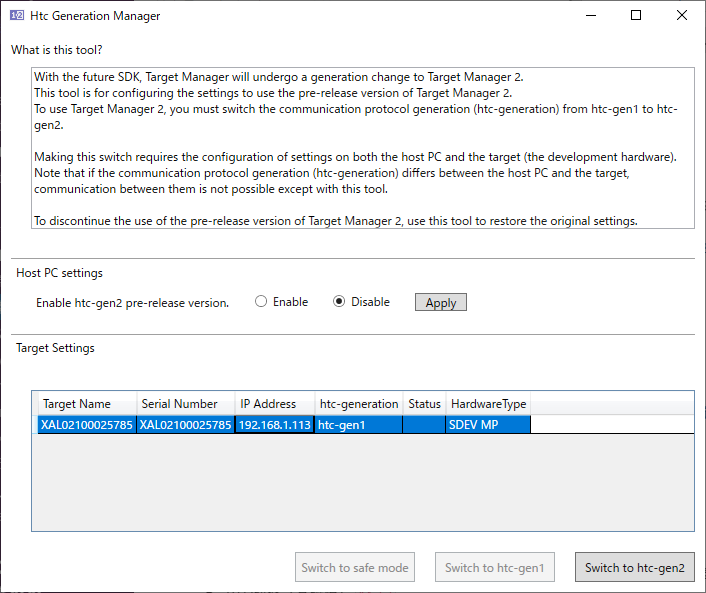 Htc Generation Manager
What is this tool?
With the future SDK, Target Manager will undergo a generation change to Target Manager 2.
This tool is for configuring the settings to use the pre-release version of Target Manager 2.
To use Target Manager 2, you must switch the communication protocol generation (htc-generation) from htc-gen1 to htc-
gen2.
Making this switch requires the configuration of settings on both the host PC and the target (the development hardware).
Note that if the communication protocol generation (htc-generation) differs between the host PC and the target,
communication between them is not possible except with this tool.
To discontinue the use of the pre-release version of Target Manager 2, use this tool to restore the original settings.
Host PC settings
Enable htc-gen2 pre-release version. Enable Disable Apply
Target Settings
Target Name Serial Number IP Address htc-generation Status HardwareType
XAL02100025785 XAL02100025785 192.168.1.113 htc-gen1 SDEV MP
Switch to safe mode Switch to htc-gen1 Switch to htc-gen2